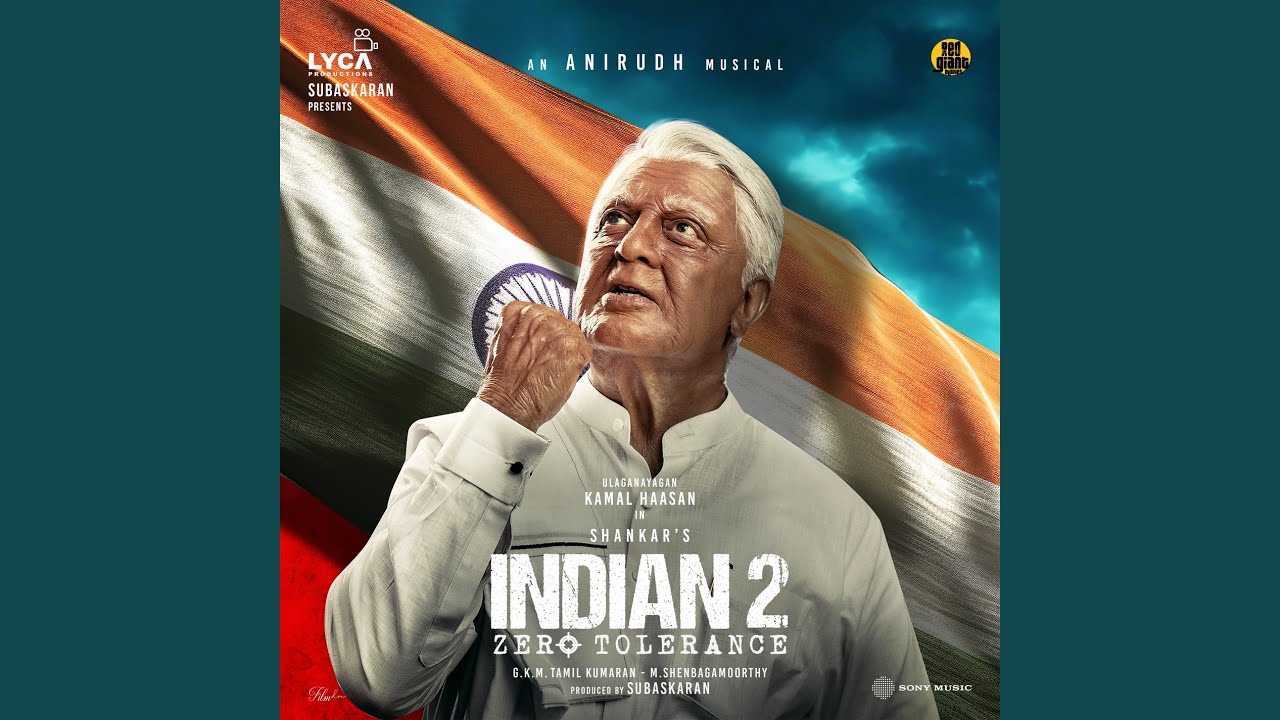 LYCA
PRODUCTIONS
SUBASKARAN
PRESENTS
AN ANIRUDH MUSICAL
Red
giant
ULAGANAYAGAN
KAMAL HAASAN
IN
SHANKAR'S
INDIAN 2
ZERO TOLERANCE
G.K.M. TAMIL KUMARAN - M.SHENBAGAMOORTHY
PRODUCED BY SUBASKARAN
SONY MUSIC